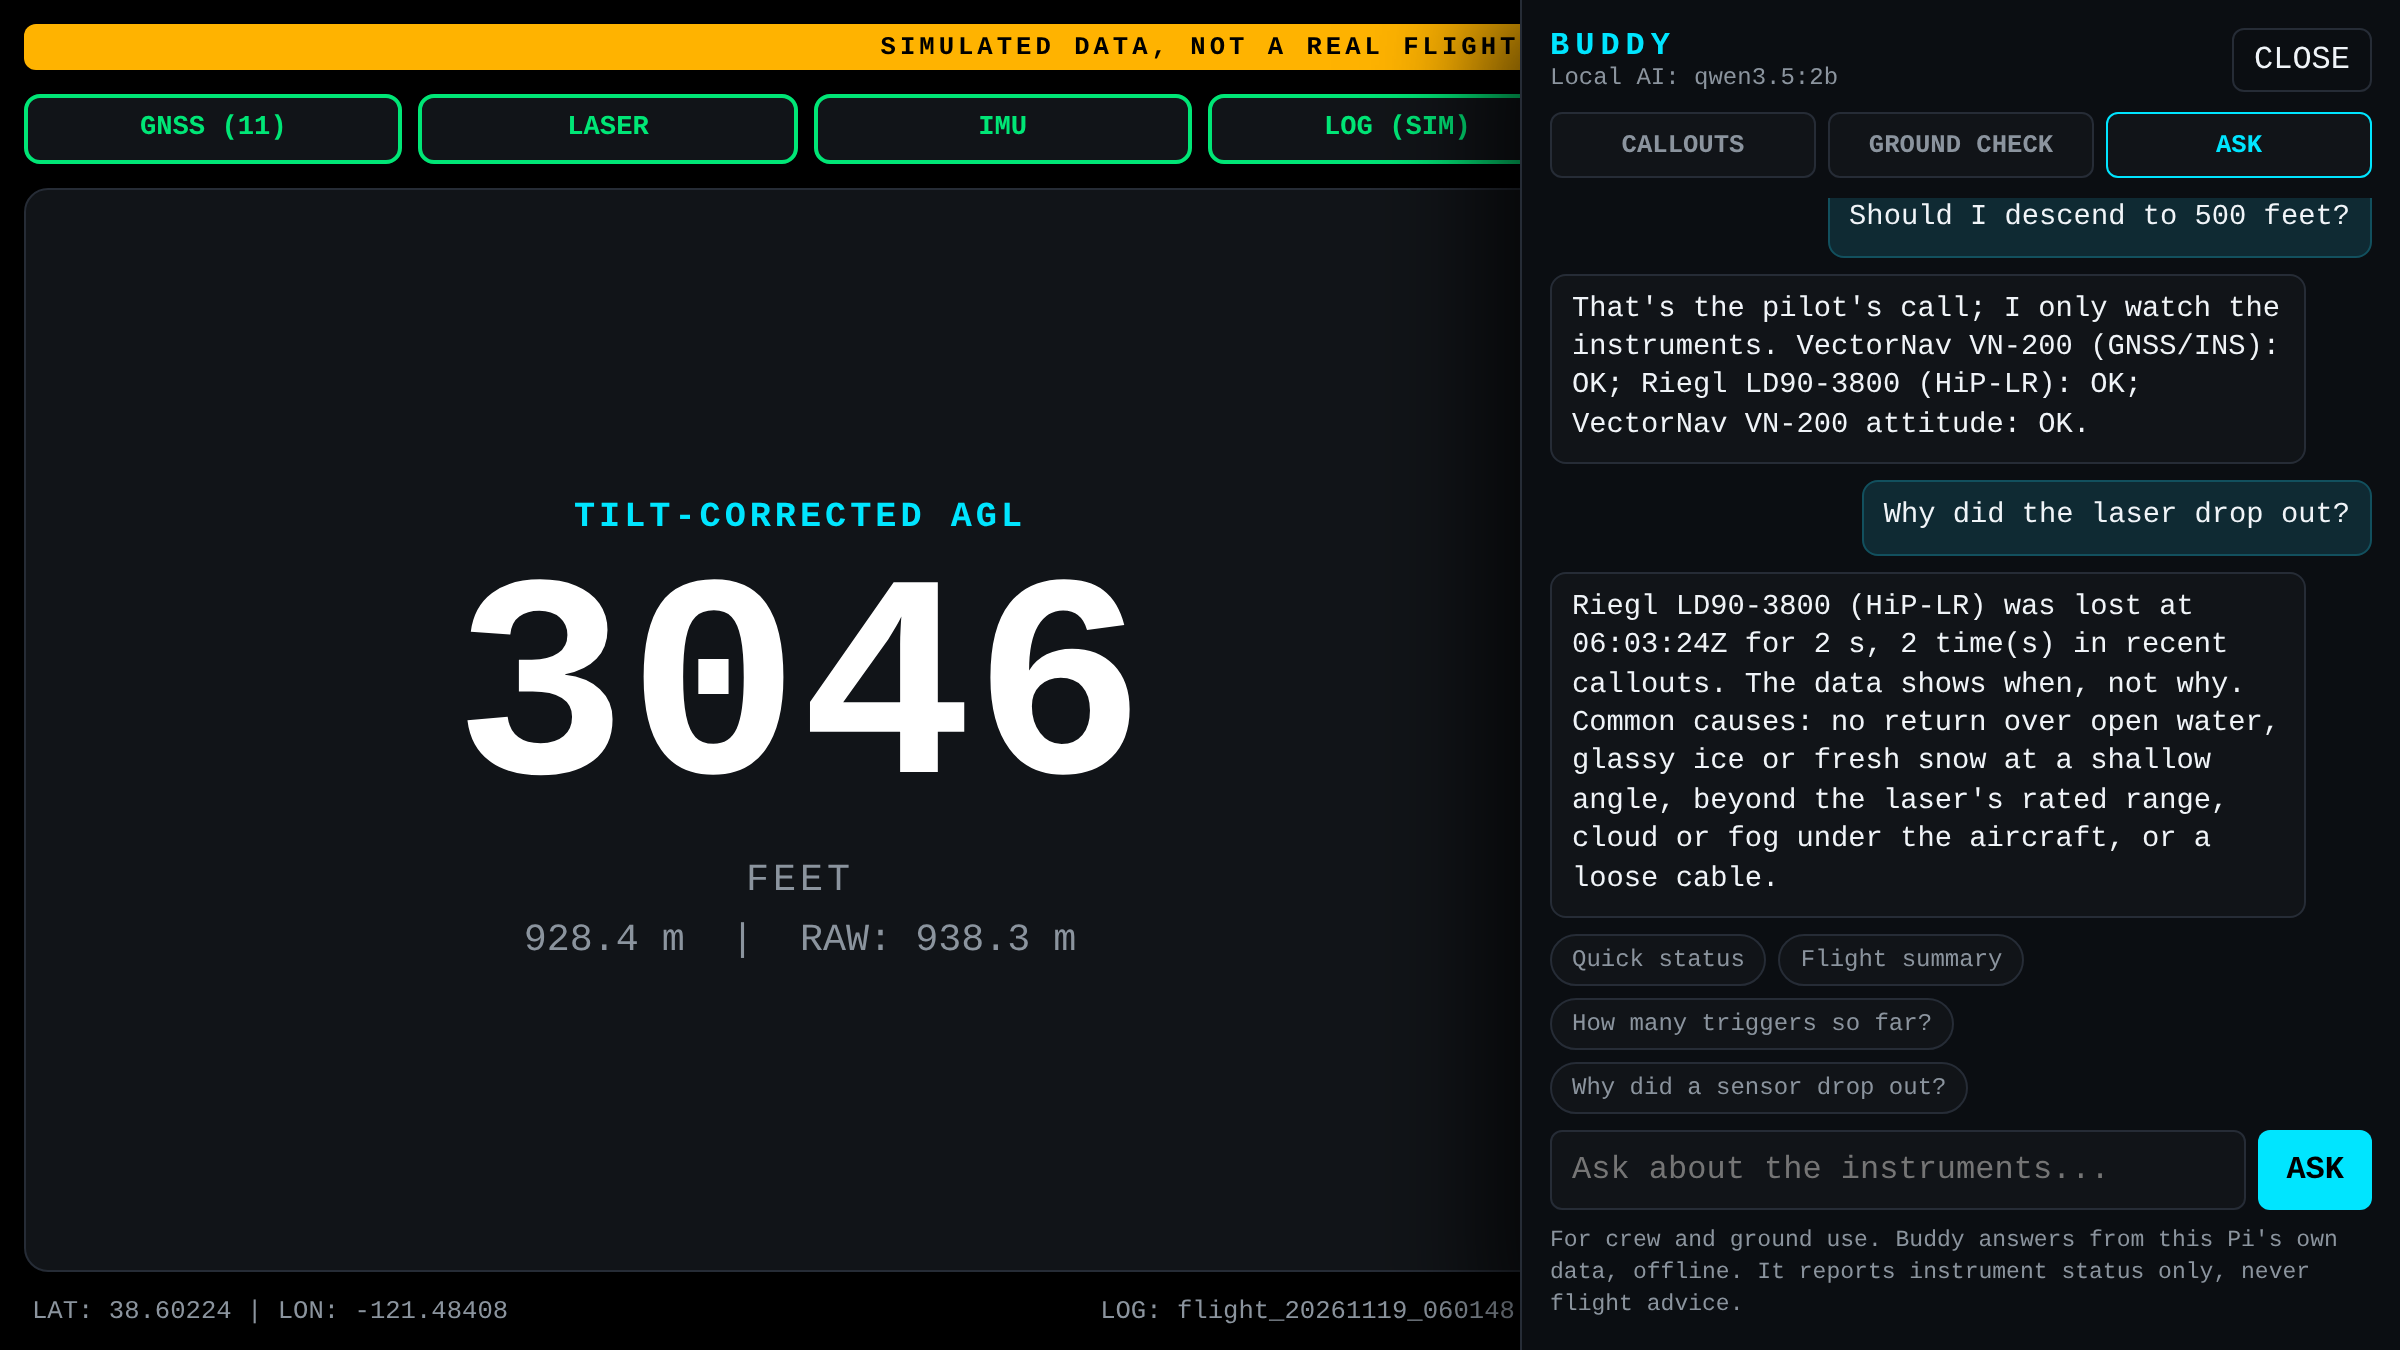 SIMULATED DATA, NOT A REAL FLIGHT
GNSS (11)
LASER
IMU
LOG (SIM)
TILT-CORRECTED AGL
3046
FEET
928.4 m | RAW: 938.3 m
LAT: 38.60224 | LON: -121.48408
LOG: flight_20261119_060148
BUDDY
Local AI: qwen3.5:2b
CLOSE
CALLOUTS
GROUND CHECK
ASK
Should I descend to 500 feet?
That's the pilot's call; I only watch the
instruments. VectorNav VN-200 (GNSS/INS):
OK; Riegl LD90-3800 (HiP-LR): OK;
VectorNav VN-200 attitude: OK.
Why did the laser drop out?
Riegl LD90-3800 (HiP-LR) was lost at
06:03:24Z for 2 s, 2 time(s) in recent
callouts. The data shows when, not why.
Common causes: no return over open water,
glassy ice or fresh snow at a shallow
angle, beyond the laser's rated range,
cloud or fog under the aircraft, or a
loose cable.
Quick status
Flight summary
How many triggers so far?
Why did a sensor drop out?
Ask about the instruments...
ASK
For crew and ground use. Buddy answers from this Pi's own
data, offline. It reports instrument status only, never
flight advice.